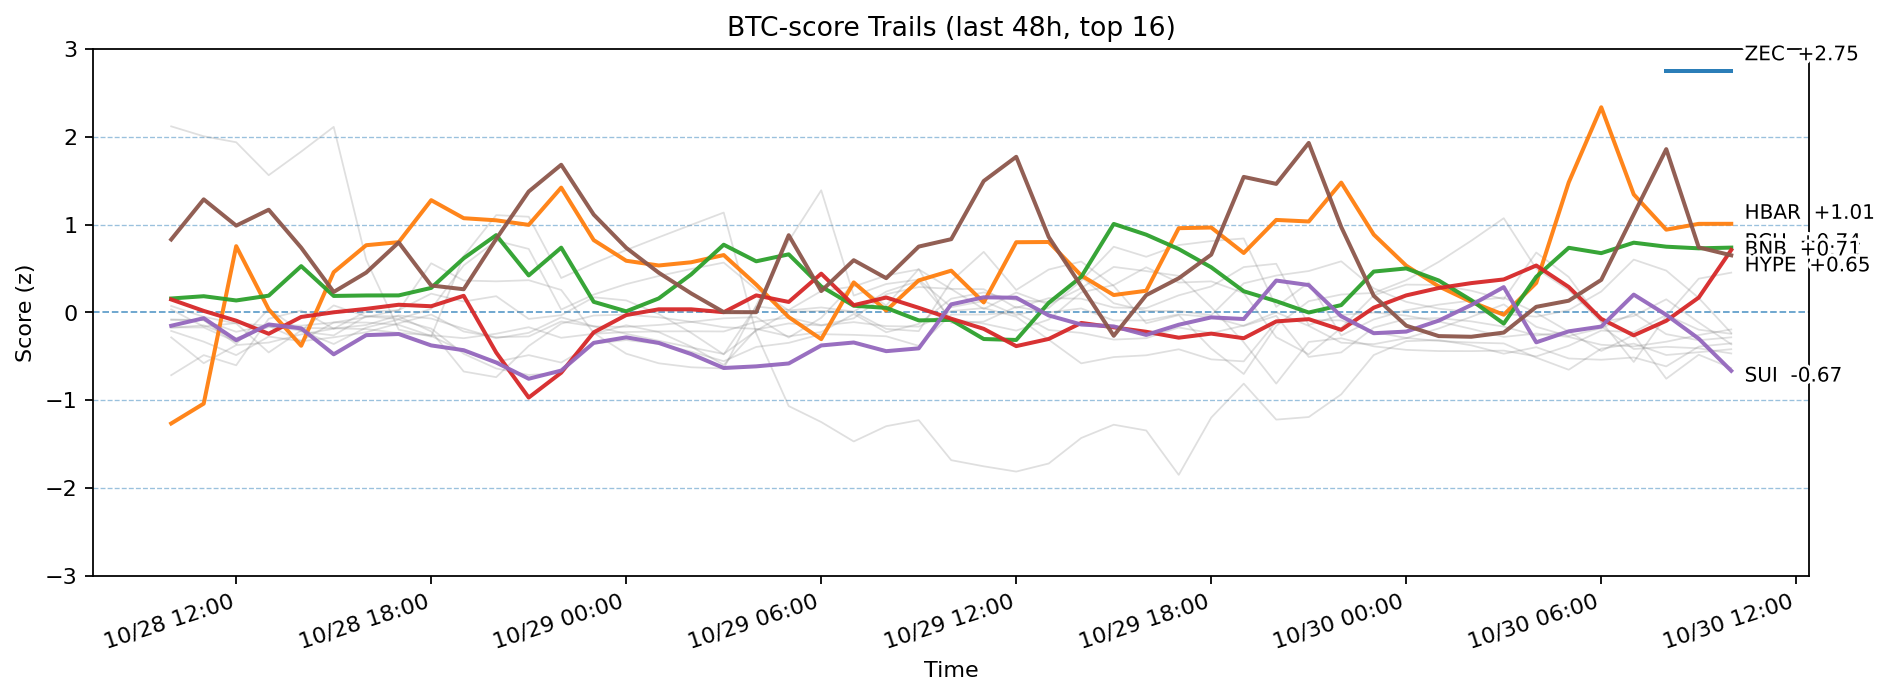 BTC-score Trails (last 48h, top 16)
Score (z)
3
2
1
0
−1
−2
−3
ZEC  +2.75
HBAR  +1.01
BNB  +0.71
HYPE  +0.65
SUI  -0.67
10/28 12:00
10/28 18:00
10/29 00:00
10/29 06:00
10/29 12:00
10/29 18:00
10/30 00:00
10/30 06:00
10/30 12:00
Time